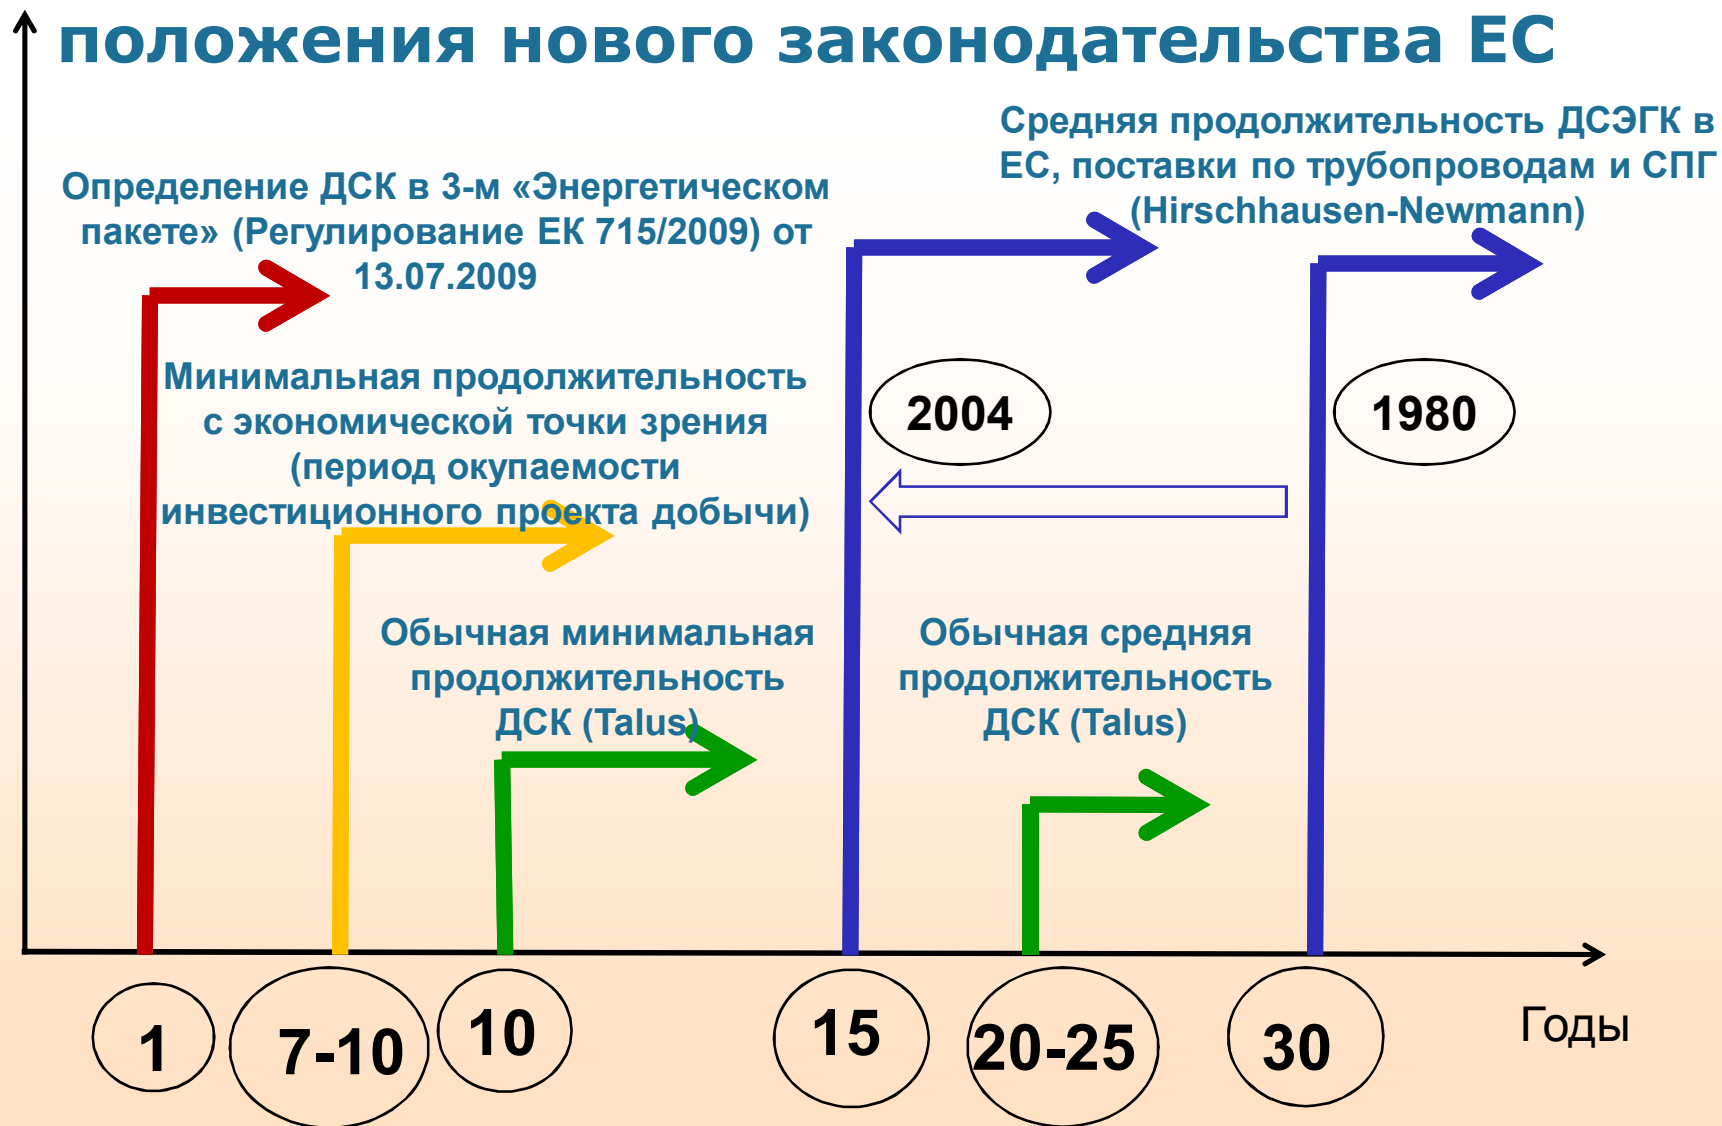 положения нового законодательства ЕС
Средняя продолжительность ДСЭГК в
ЕС, поставки по трубопроводам и СПГ
(Hirschhausen-Newmann)
Определение ДСК в 3-м «Энергетическом
пакете» (Регулирование ЕК 715/2009) от
13.07.2009
Минимальная продолжительность
с экономической точки зрения
(период окупаемости
инвестиционного проекта добычи)
2004
1980
Обычная минимальная
продолжительность
ДСК (Talus)
Обычная средняя
продолжительность
ДСК (Talus)
1
7-10
10
15
20-25
30
Годы